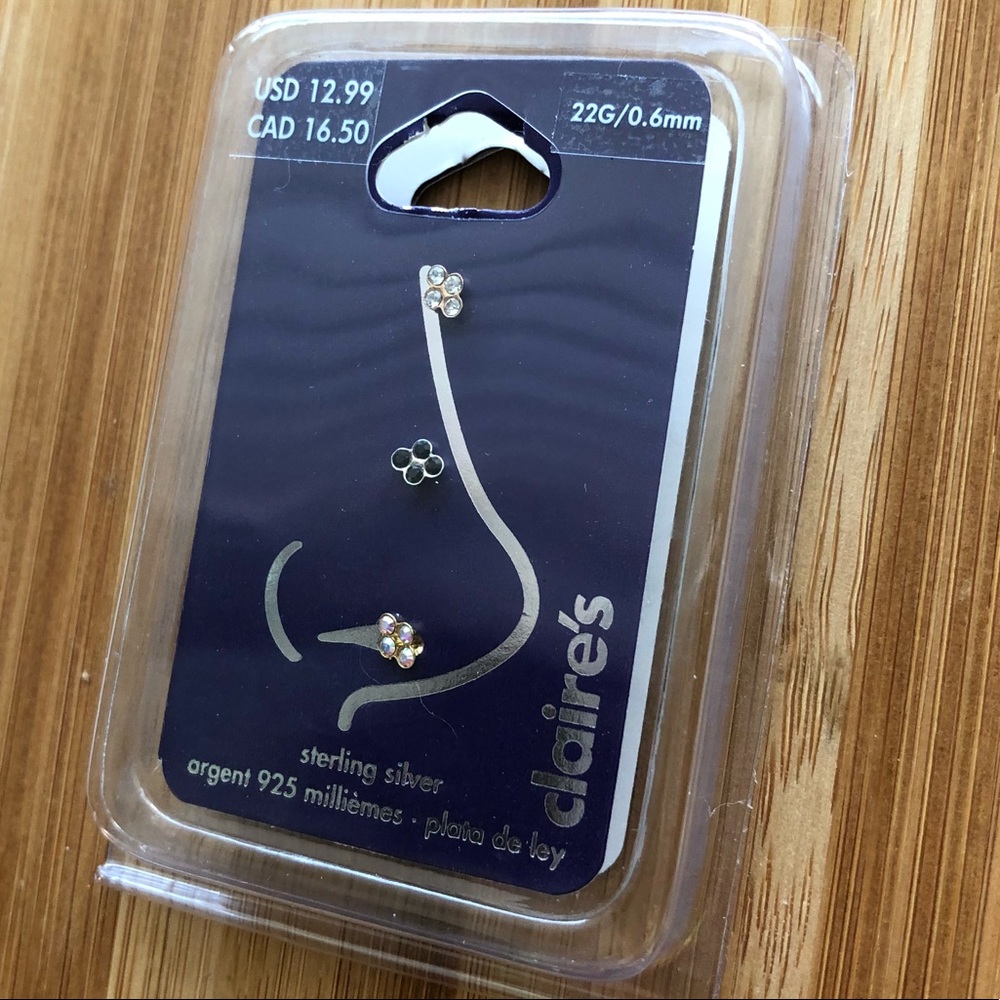 USD 12.99
CAD 16.50
22G/0.6mm
claire's
sterling silver
argent 925 millièmes · plata de ley